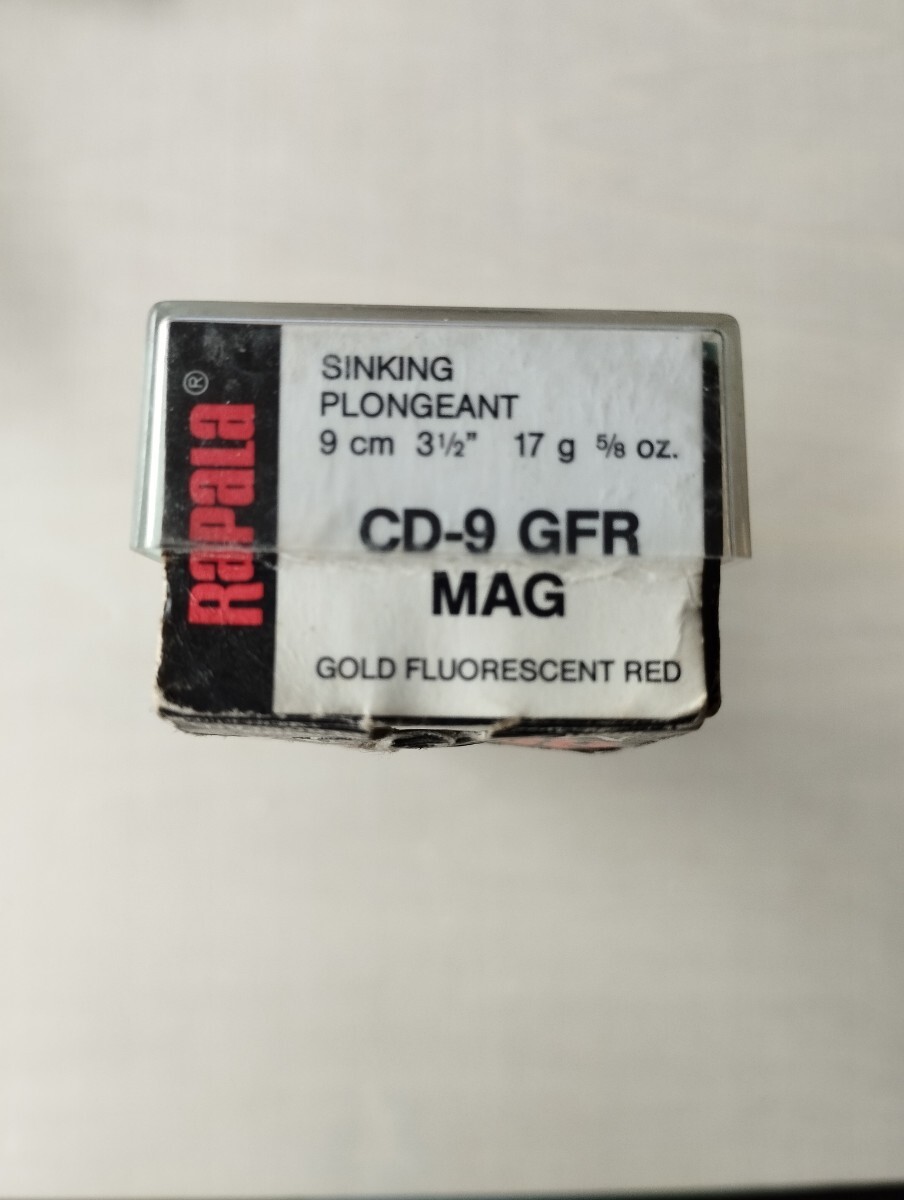 RAPALA®
SINKING
PLONGEANT
9 cm 3½" 17 g ⅝ oz.
CD-9 GFR
MAG
GOLD FLUORESCENT RED